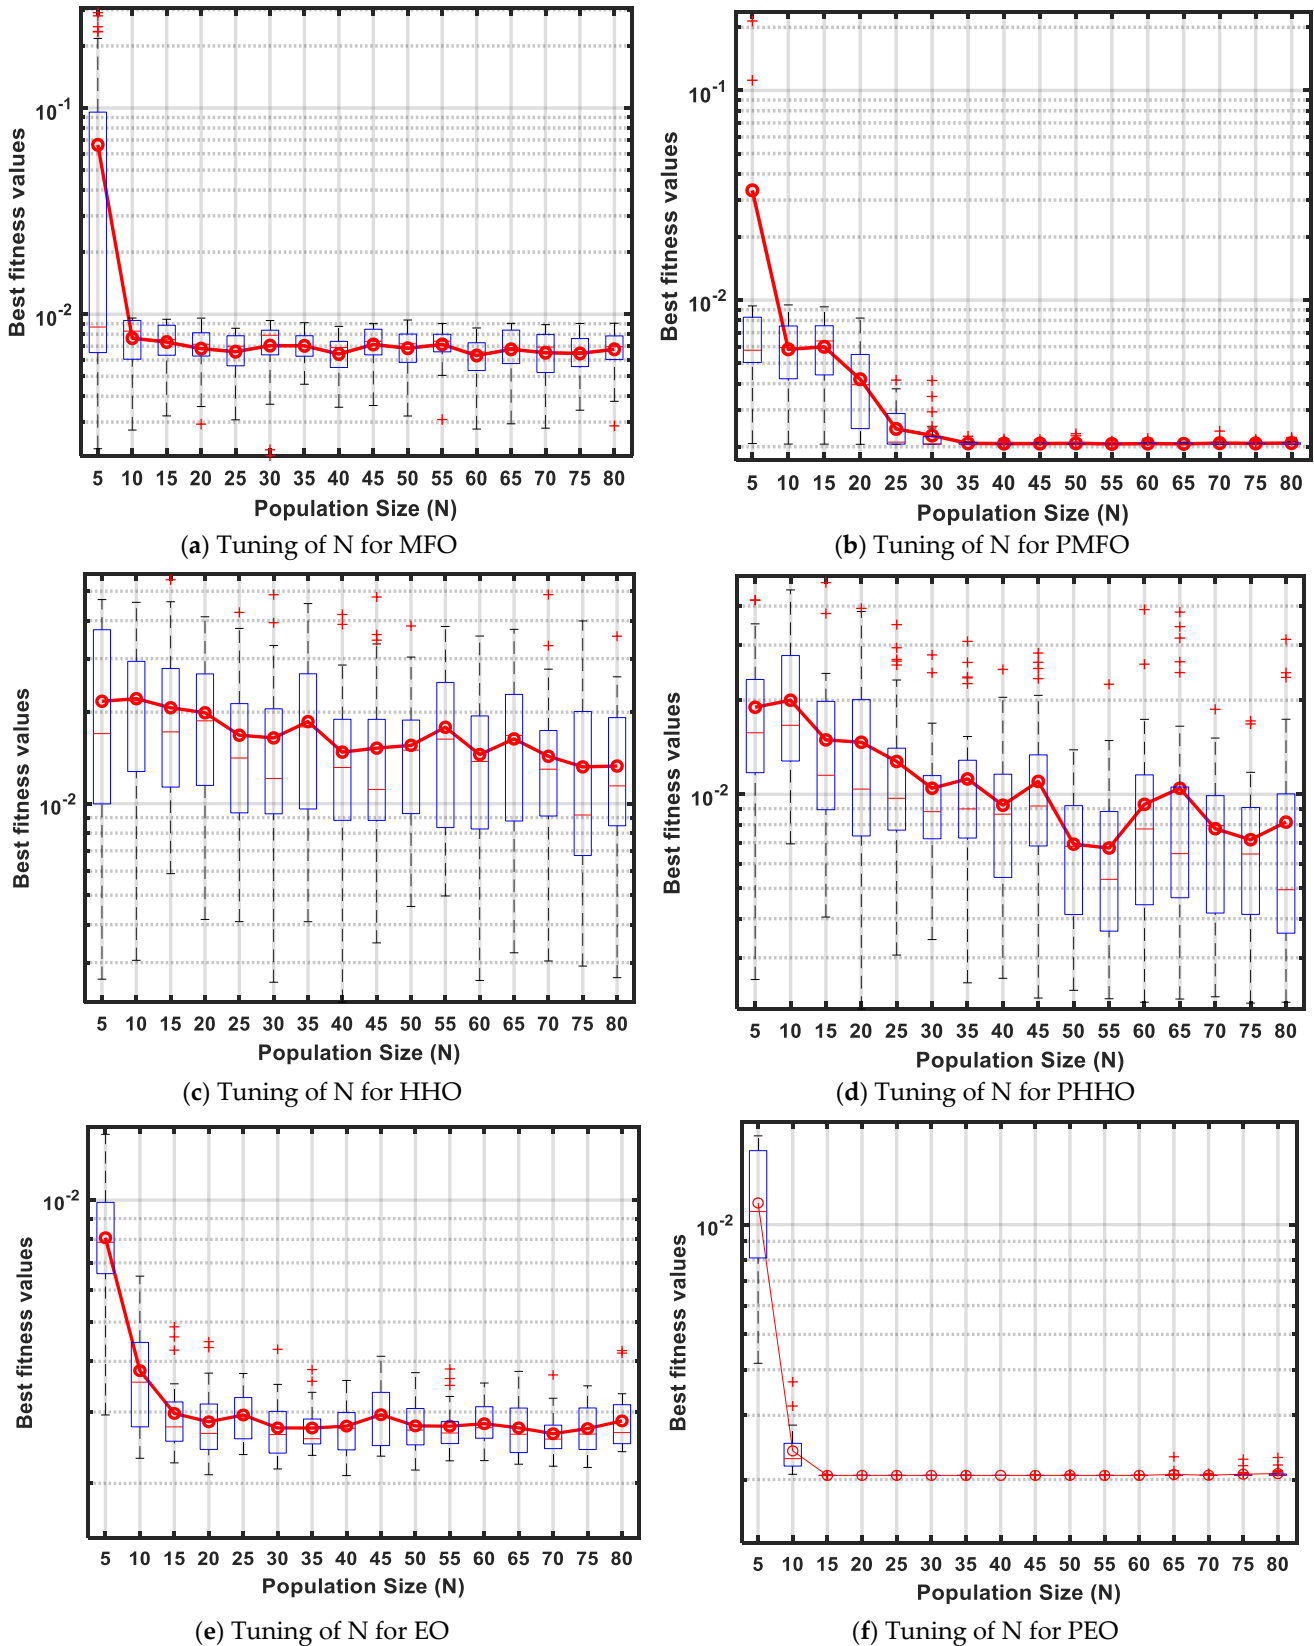 Best fitness values
10-1
10-2
5 10 15 20 25 30 35 40 45 50 55 60 65 70 75 80
Population Size (N)
(a) Tuning of N for MFO
Best fitness values
10-1
10-2
5 10 15 20 25 30 35 40 45 50 55 60 65 70 75 80
Population Size (N)
(b) Tuning of N for PMFO
Best fitness values
10-2
5 10 15 20 25 30 35 40 45 50 55 60 65 70 75 80
Population Size (N)
(c) Tuning of N for HHO
Best fitness values
10-2
5 10 15 20 25 30 35 40 45 50 55 60 65 70 75 80
Population Size (N)
(d) Tuning of N for PHHO
Best fitness values
10-2
5 10 15 20 25 30 35 40 45 50 55 60 65 70 75 80
Population Size (N)
(e) Tuning of N for EO
Best fitness values
10-2
5 10 15 20 25 30 35 40 45 50 55 60 65 70 75 80
Population Size (N)
(f) Tuning of N for PEO